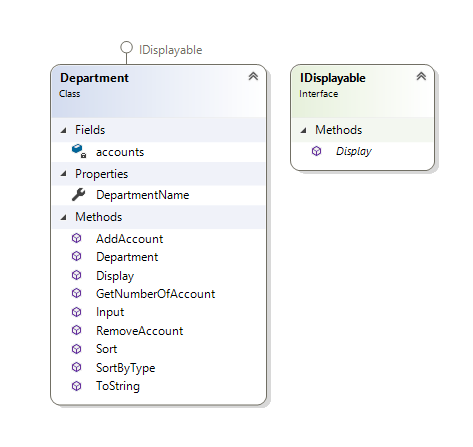 IDisplayable
Department
Class
Fields
accounts
Properties
DepartmentName
Methods
AddAccount
Department
Display
GetNumberOfAccount
Input
RemoveAccount
Sort
SortByType
ToString
IDisplayable
Interface
Methods
Display